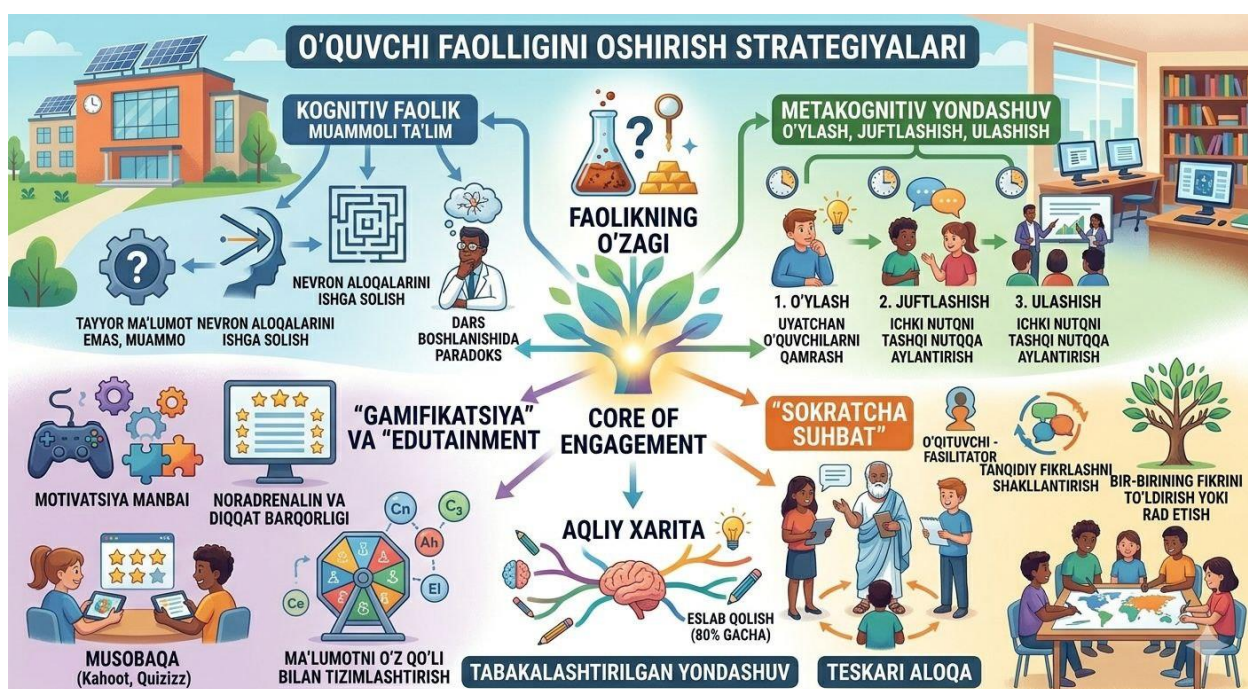 O'QUVCHI FAOLLIGINI OSHIRISH STRATEGIYALARI
KOGNITIV FAOLIK
MUAMMOLI TA'LIM
?
TAYYOR MA'LUMOT
EMAS, MUAMMO
NEVRON ALOQALARINI
ISHGA SOLISH
NEVRON ALOQALARINI
ISHGA SOLISH
DARS
BOSHLANISHIDA
PARADOKS
?
FAOLIKNING
O'ZAGI
METAKOGNITIV YONDASHUV
O'YLASH, JUFTLASHISH, ULASHISH
1. O'YLASH
UYATCHAN
O'QUVCHILARNI
QAMRASH
2. JUFTLASHISH
ICHKI NUTQNI
TASHQI NUTQQA
AYLANTIRISH
3. ULASHISH
ICHKI NUTQNI
TASHQI NUTQQA
AYLANTIRISH
"GAMIFIKATSIYA"
VA "EDUTAINMENT
MOTIVATSIYA MANBAI
NORADRENALIN VA
DIQQAT BARQORLIGI
MUSOBAQA
(Kahoot, Quizizz)
Cn
C3
Ah
El
Ce
MA'LUMOTNI O'Z QO'LI
BILAN TIZIMLASHTIRISH
CORE OF
ENGAGEMENT
AQLIY XARITA
ESLAB QOLISH
(80% GACHA)
TABAKALASHTIRILGAN YONDASHUV
"SOKRATCHA
SUHBAT"
O'QITUVCHI -
FASILITATOR
TANQIDIY FIKRLASHNI
SHAKLLANTIRISH
BIR-BIRINING FIKRINI
TO'LDIRISH YOKI
RAD ETISH
TESKARI ALOQA